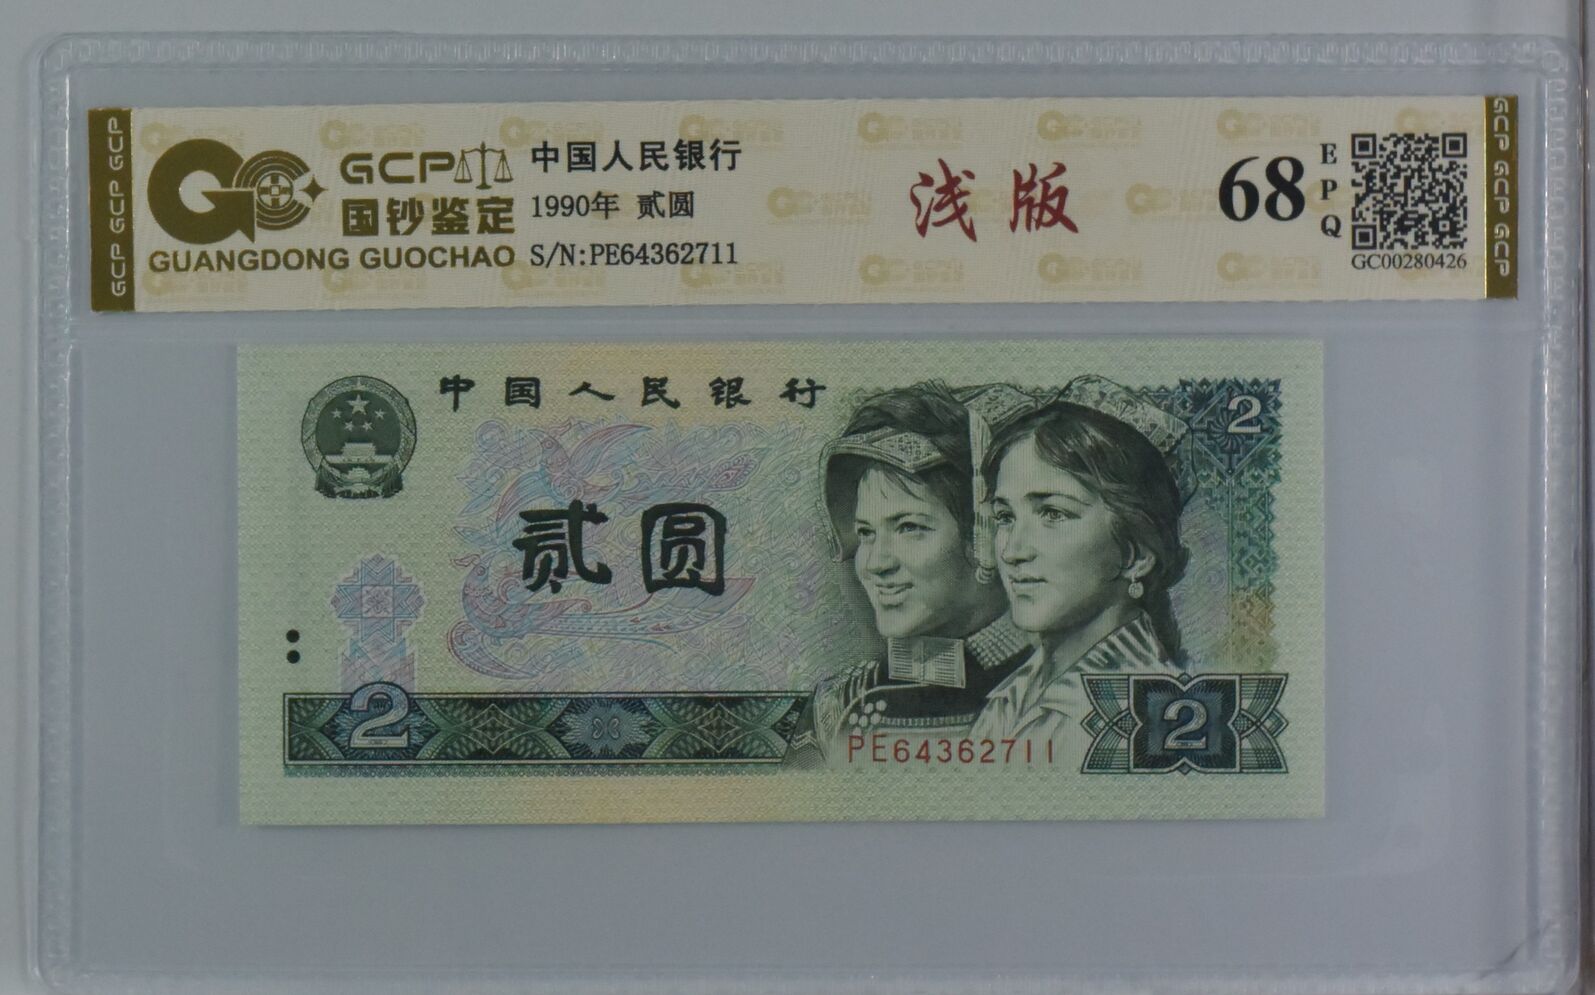 GCP
国钞鉴定
GUANGDONG GUOCHAO
中国人民银行
1990年 贰圆
S/N:PE64362711
浅版
68
EPQ
GC00280426
GCP GCP GCP
GCP GCP GCP
中国人民银行
2
贰圆
2
PE64362711
2